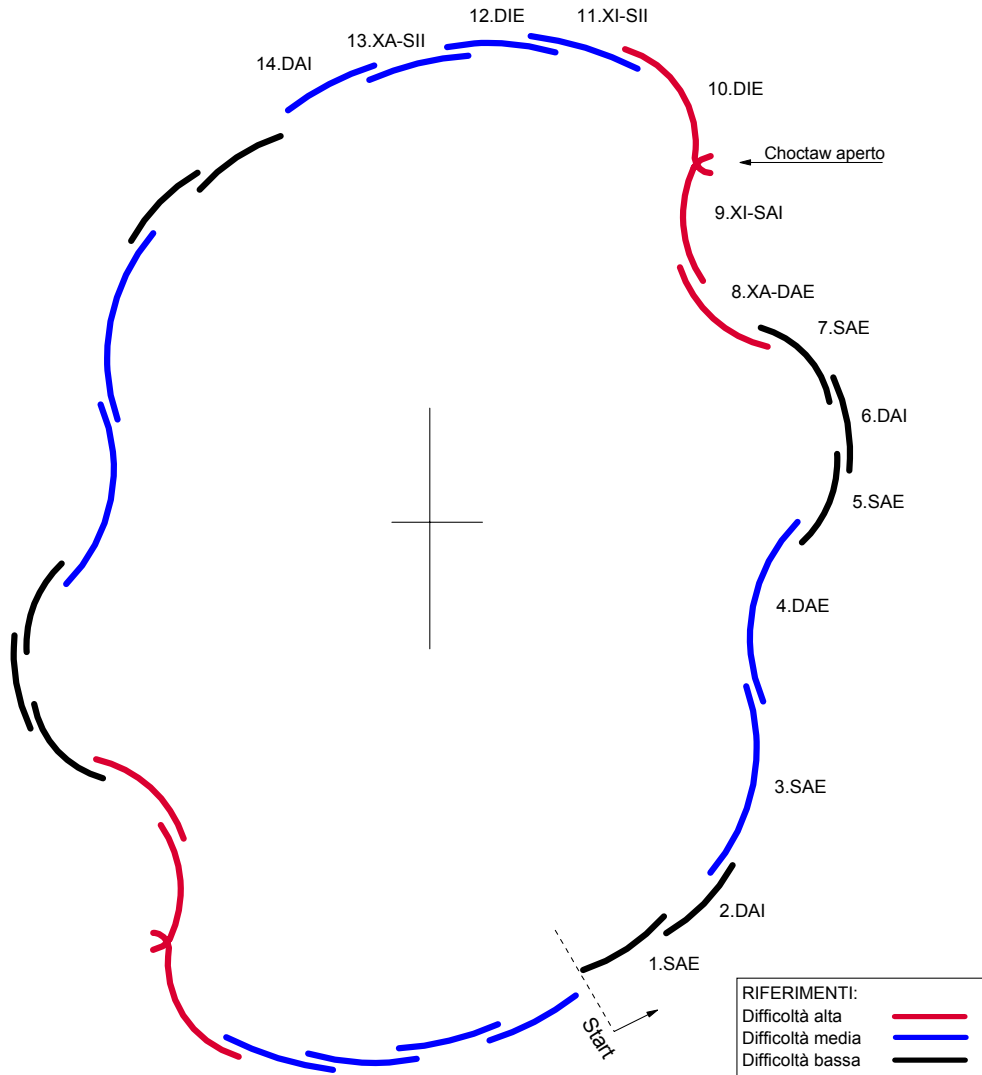 12.DIE
11.XI-SII
13.XA-SII
14.DAI
10.DIE
Choctaw aperto
9.XI-SAI
8.XA-DAE
7.SAE
6.DAI
5.SAE
4.DAE
3.SAE
2.DAI
1.SAE
Start
RIFERIMENTI:
Difficoltà alta
Difficoltà media
Difficoltà bassa